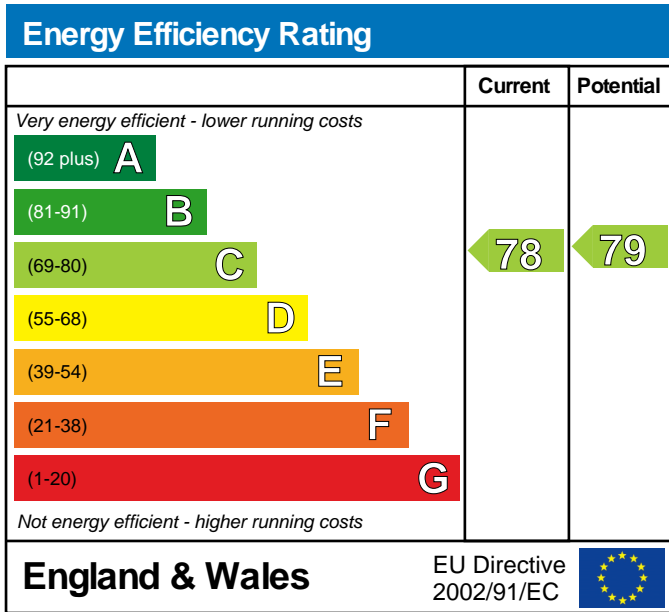 Energy Efficiency Rating
Current Potential
Very energy efficient - lower running costs
(92 plus) A
(81-91) B
(69-80) C
78 79
(55-68) D
(39-54) E
(21-38) F
(1-20) G
Not energy efficient - higher running costs
England & Wales
EU Directive
2002/91/EC